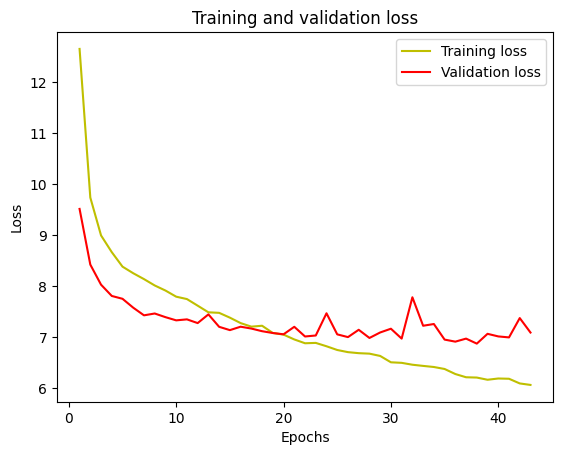 Training and validation loss
Training loss
Validation loss
12
11
10
9
8
7
6
Loss
0
10
20
30
40
Epochs